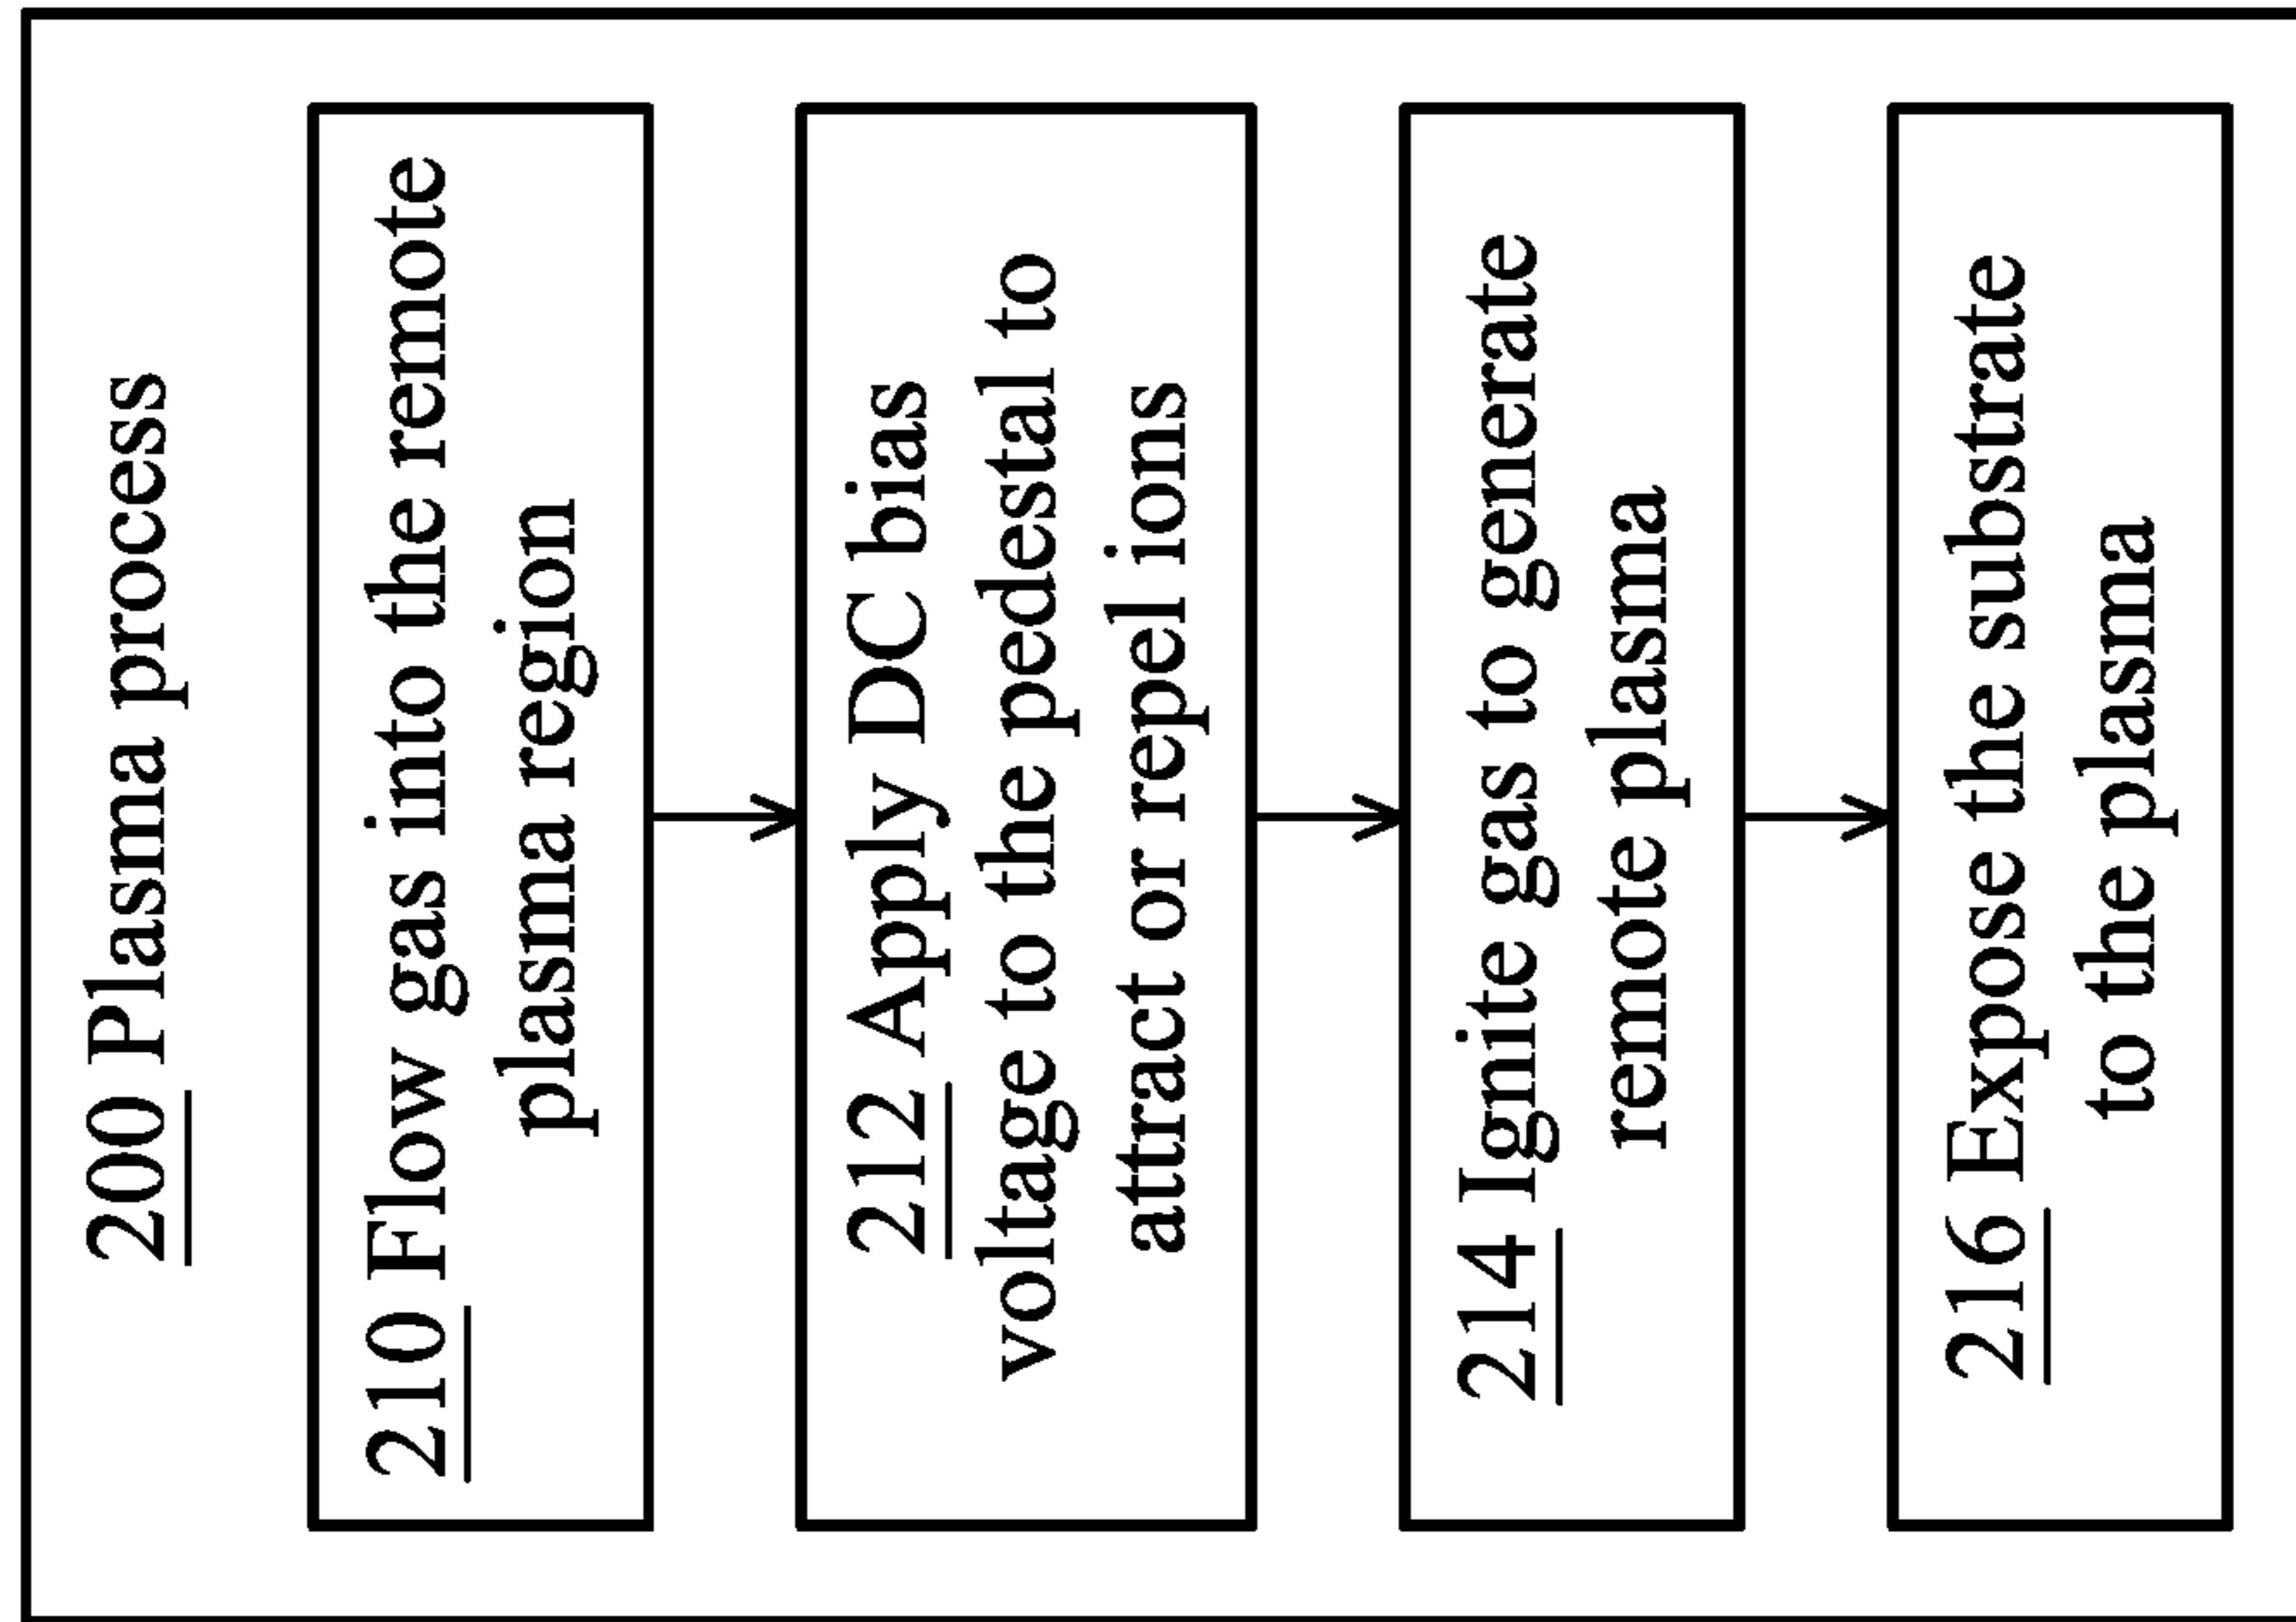 200 Plasma process
210 Flow gas into the remote
plasma region
212 Apply DC bias
voltage to the pedestal to
attract or repel ions
214 Ignite gas to generate
remote plasma
216 Expose the substrate
to the plasma